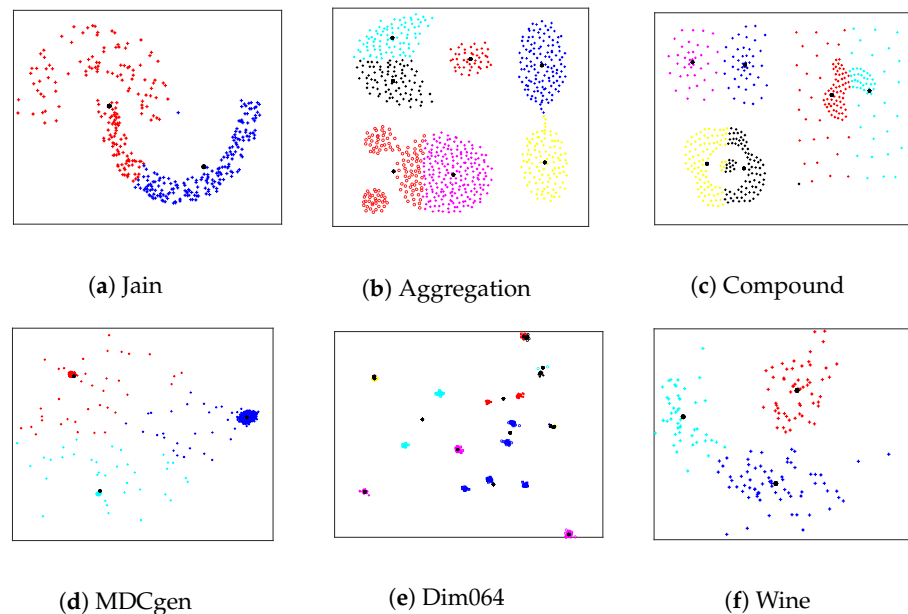 (a) Jain
(b) Aggregation
(c) Compound
(d) MDCgen
(e) Dim064
(f) Wine